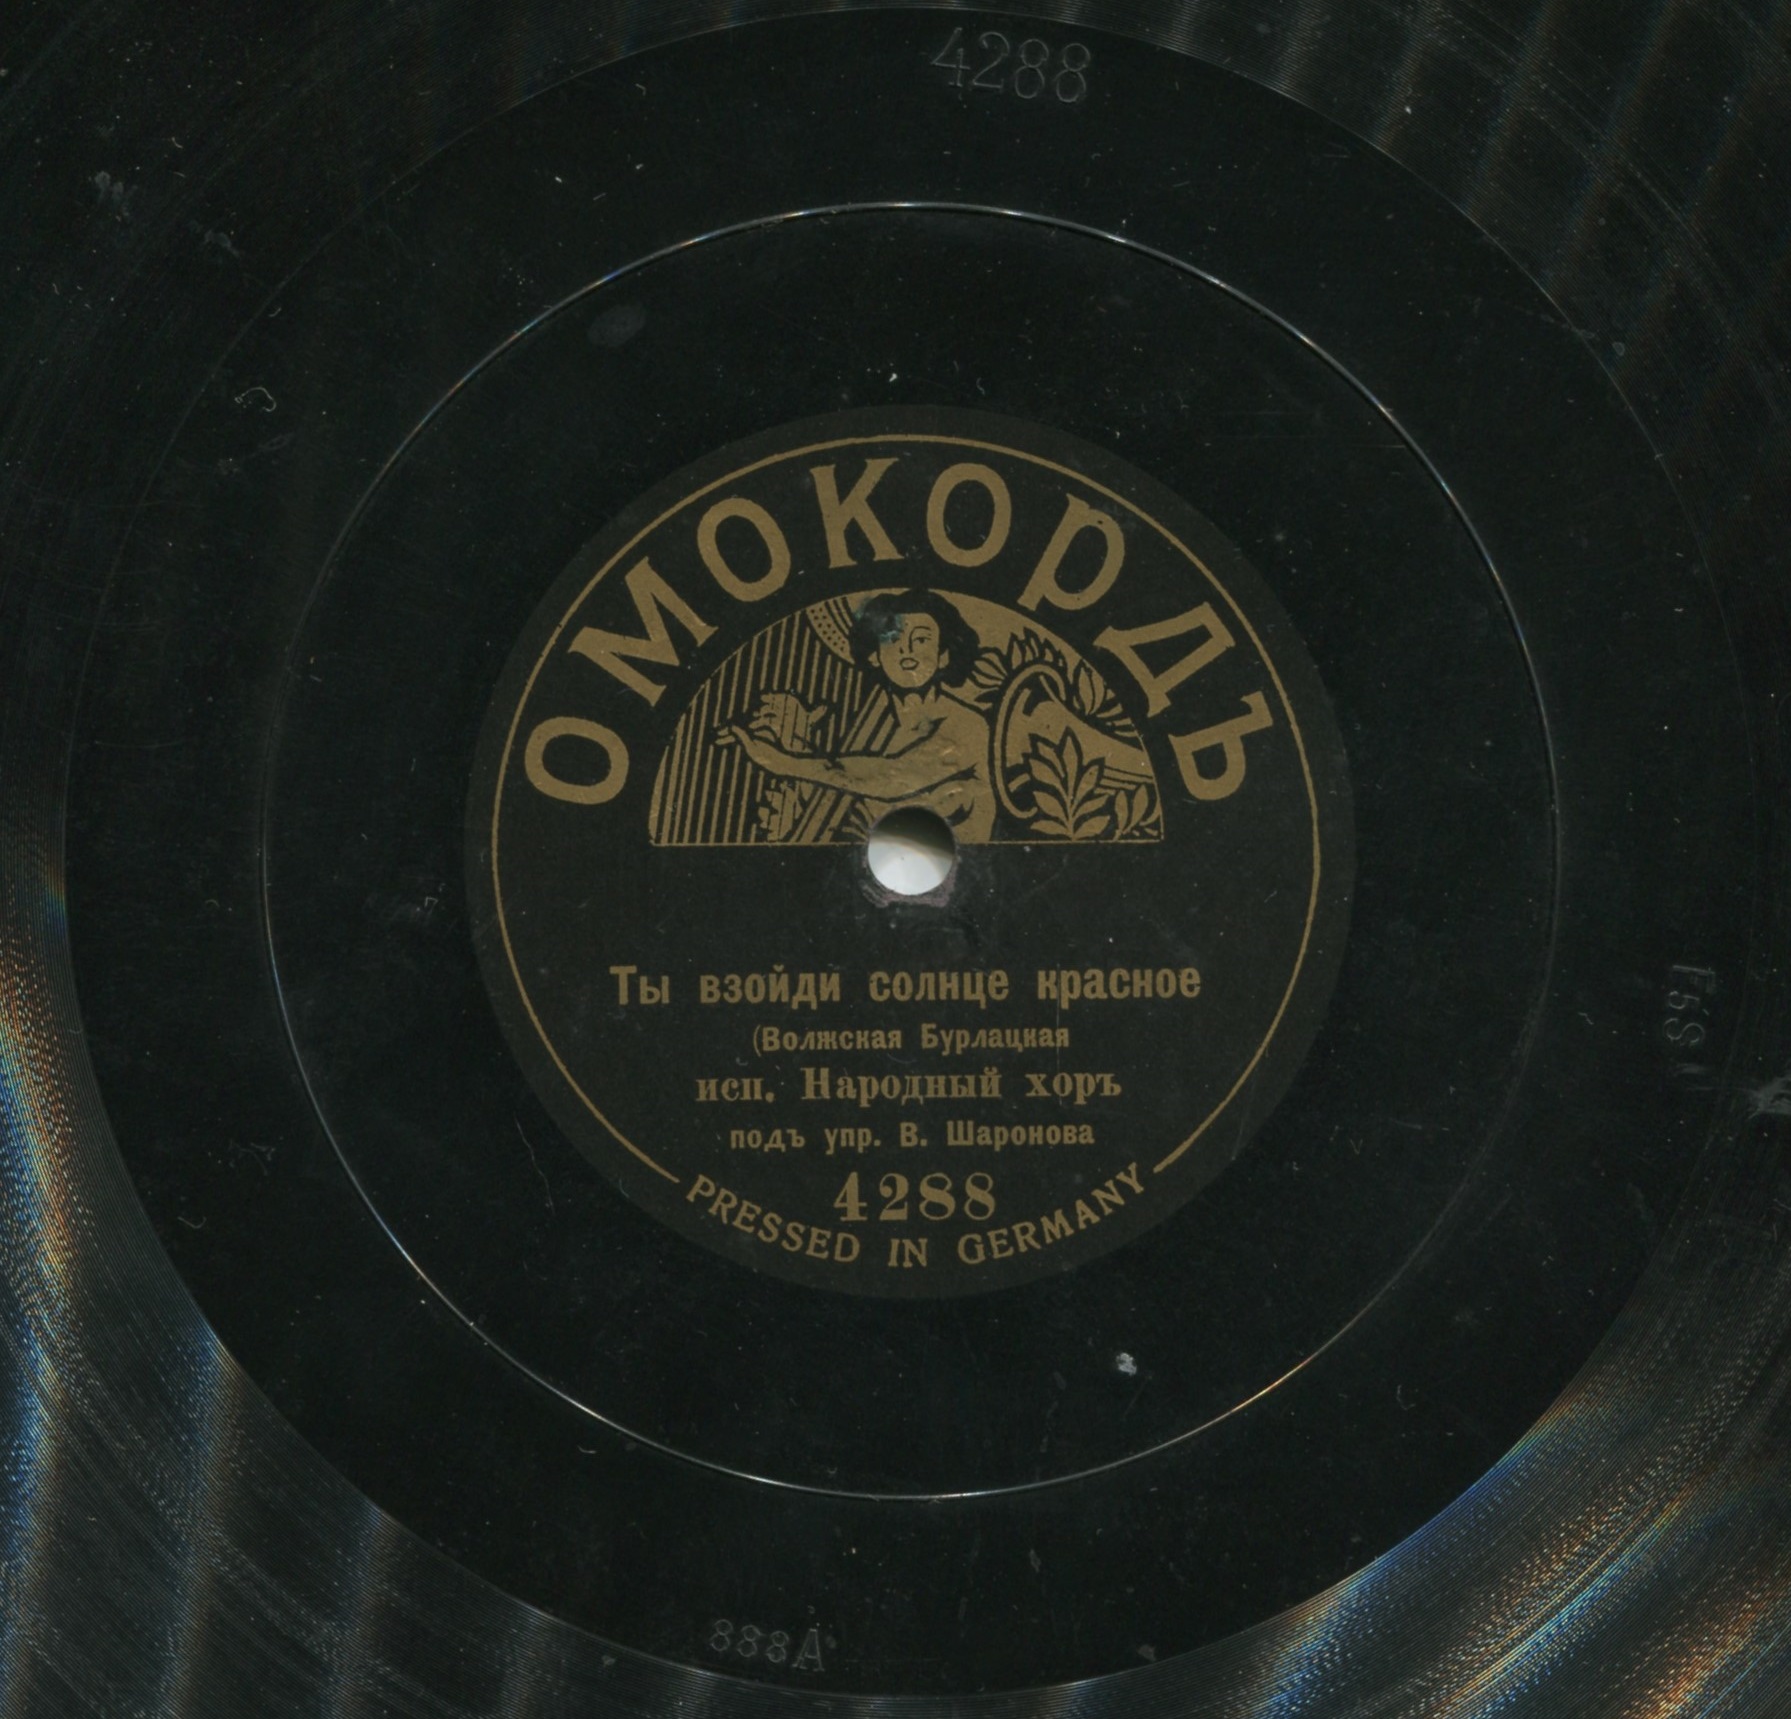 4288
ОМОКОРДЪ
Ты взойди солнце красное
(Волжская Бурлацкая
исп. Народный хоръ
подъ упр. В. Шаронова
4288
PRESSED IN GERMANY
888A